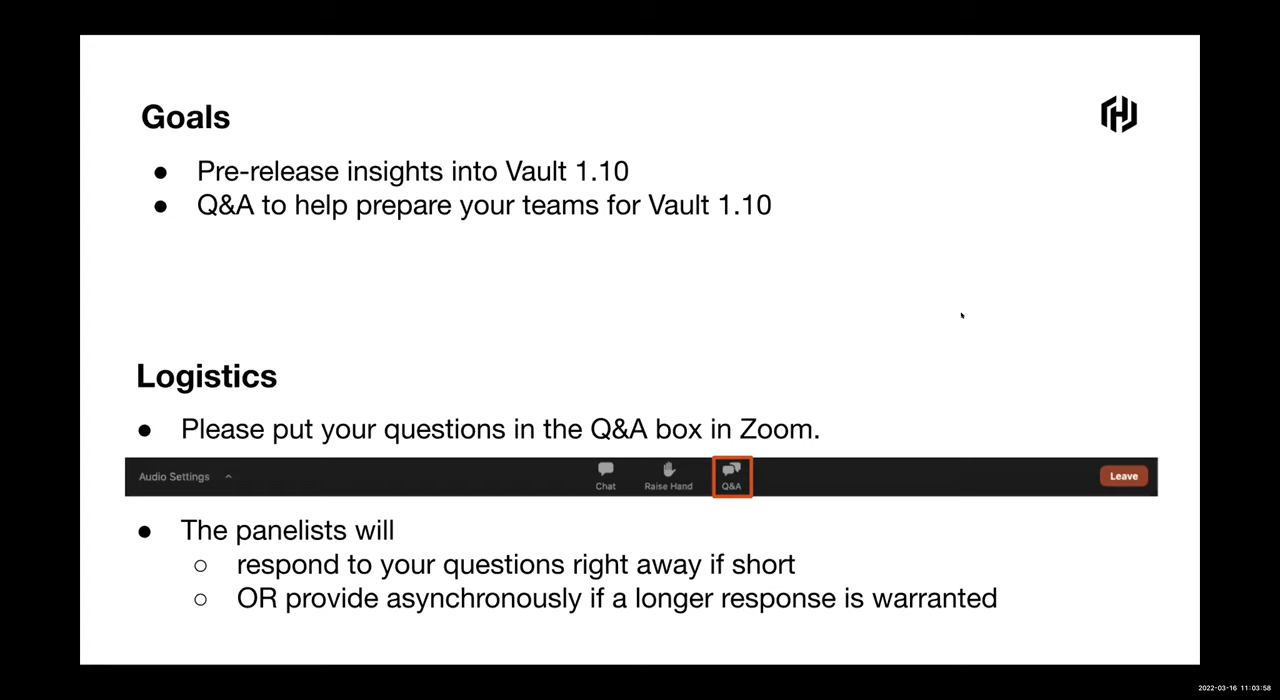 Goals
● Pre-release insights into Vault 1.10
● Q&A to help prepare your teams for Vault 1.10
Logistics
● Please put your questions in the Q&A box in Zoom.
Audio Settings
Chat
Raise Hand
Q&A
Leave
● The panelists will
○ respond to your questions right away if short
○ OR provide asynchronously if a longer response is warranted
2022-03-16 11:03:58